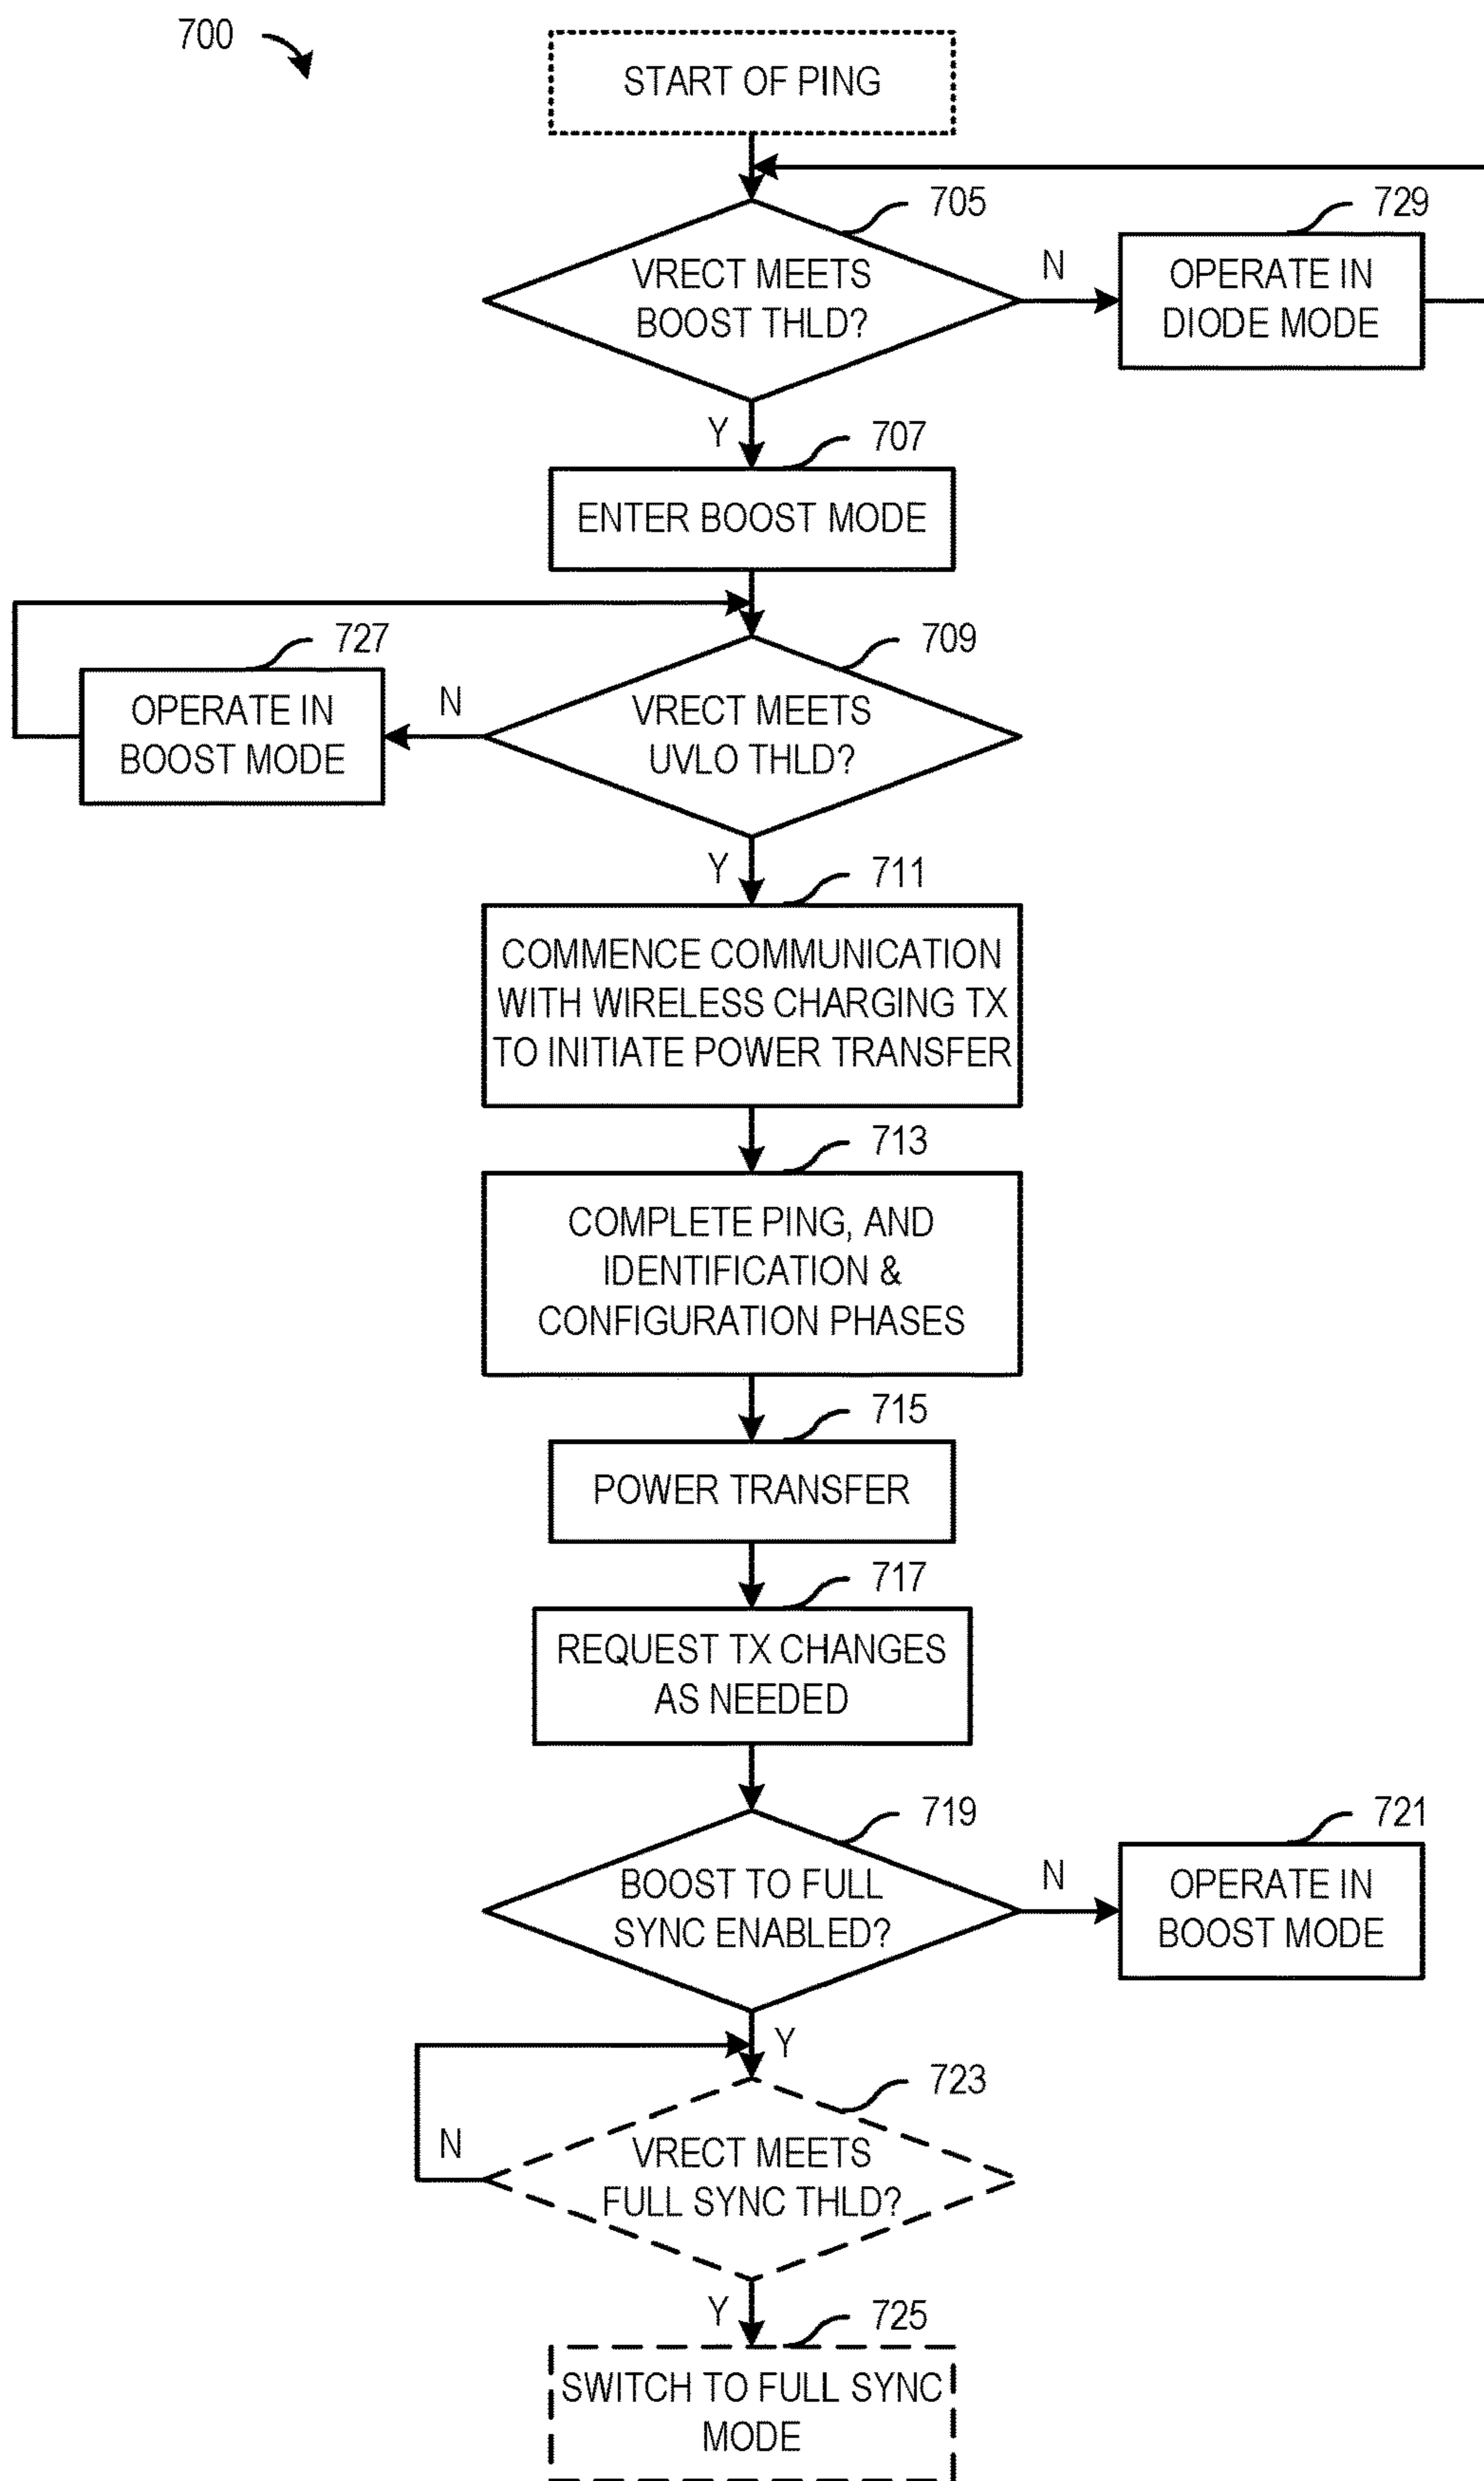 700
START OF PING
705
VRECT MEETS
BOOST THLD?
N
729
OPERATE IN
DIODE MODE
Y
707
ENTER BOOST MODE
727
OPERATE IN
BOOST MODE
N
709
VRECT MEETS
UVLO THLD?
Y
711
COMMENCE COMMUNICATION
WITH WIRELESS CHARGING TX
TO INITIATE POWER TRANSFER
713
COMPLETE PING, AND
IDENTIFICATION &
CONFIGURATION PHASES
715
POWER TRANSFER
717
REQUEST TX CHANGES
AS NEEDED
719
BOOST TO FULL
SYNC ENABLED?
N
721
OPERATE IN
BOOST MODE
Y
723
N
VRECT MEETS
FULL SYNC THLD?
Y
725
SWITCH TO FULL SYNC
MODE